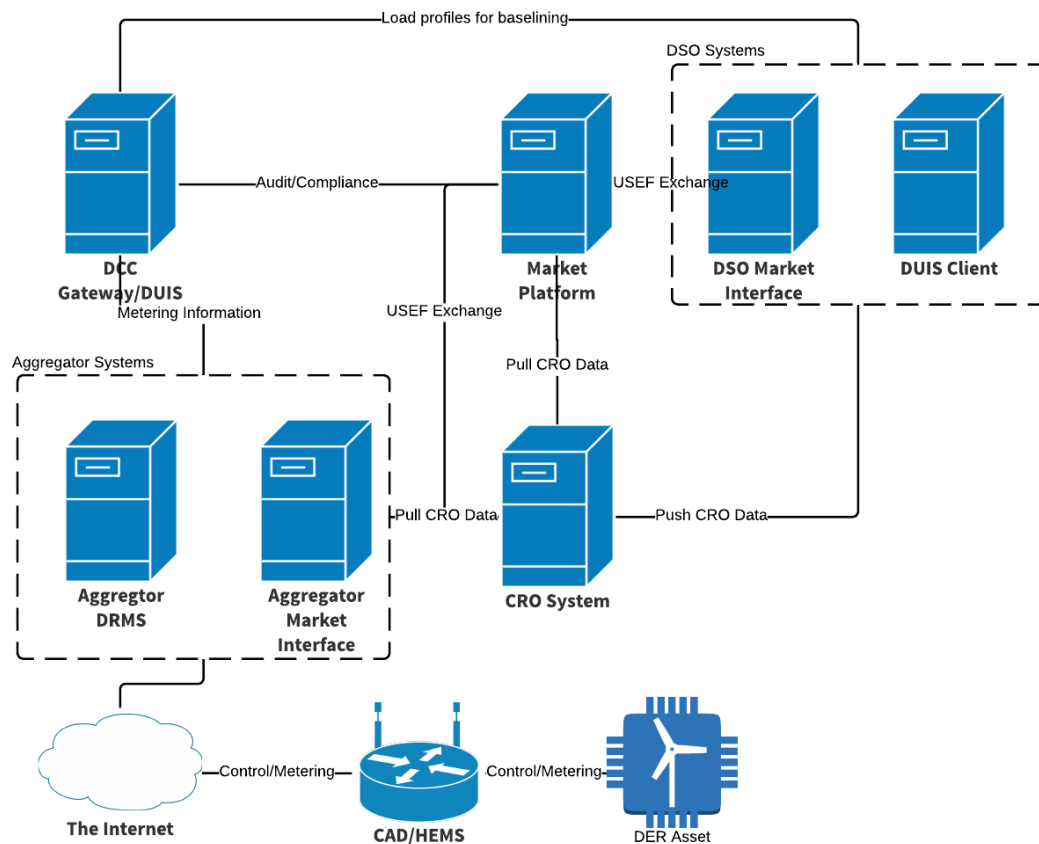 Load profiles for baselining
DSO Systems
Audit/Compliance
USEF Exchange
DCC
Gateway/DUIS
Market
Platform
DSO Market
Interface
DUIS Client
Metering Information
USEF Exchange
Aggregator Systems
Pull CRO Data
Pull CRO Data
Push CRO Data
Aggregtor
DRMS
Aggregator
Market
Interface
CRO System
Control/Metering
Control/Metering
The Internet
CAD/HEMS
DER Asset